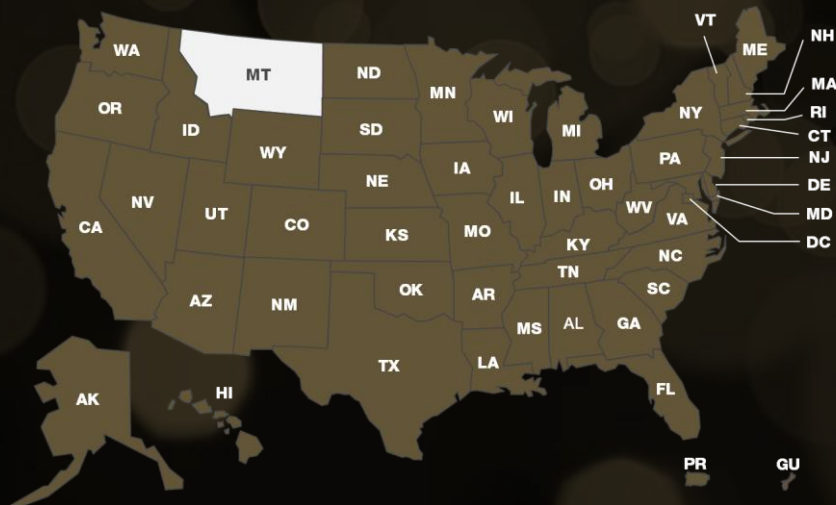 VT
ME
NH
WA
MT
ND
MN
MA
OR
ID
SD
WI
MI
NY
RI
CT
WY
IA
PA
NJ
NE
OH
DE
NV
UT
IL
IN
WV
MD
CA
CO
KS
MO
VA
DC
KY
NC
TN
AZ
NM
OK
AR
SC
MS
AL
GA
TX
LA
AK
HI
FL
PR
GU